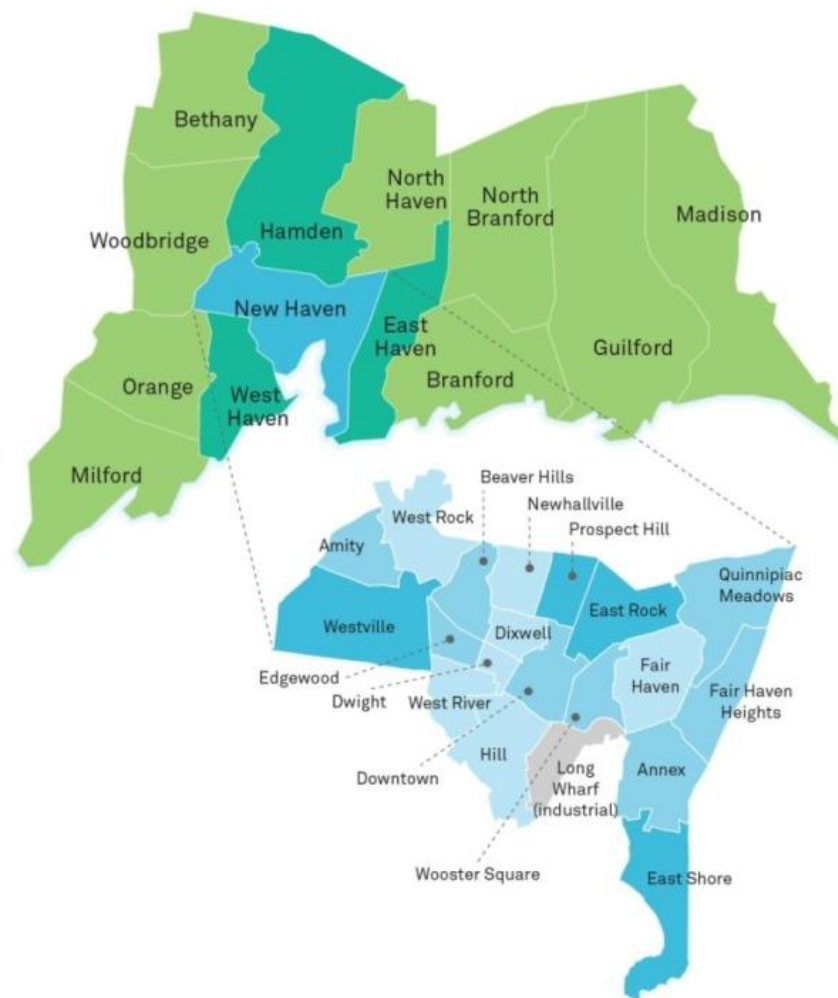 Bethany
Woodbridge
Hamden
North
Haven
North
Branford
Madison
New Haven
East
Haven
Guilford
Branford
Orange
West
Haven
Milford
Beaver Hills
Newhallville
Prospect Hill
West Rock
Amity
Quinnipiac
Meadows
East Rock
Westville
Dixwell
Edgewood
Fair
Haven
Dwight
West River
Fair Haven
Heights
Hill
Downtown
Long
Wharf
(industrial)
Annex
Wooster Square
East Shore